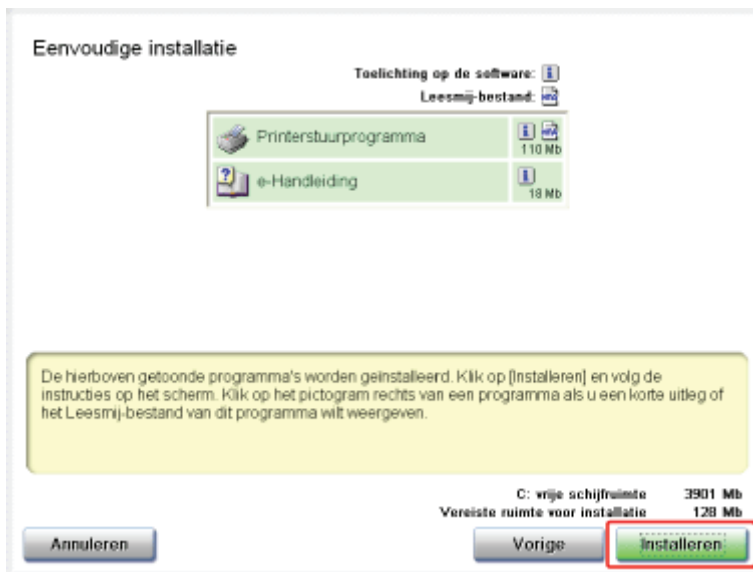 Eenvoudige installatie
Toelichting op de software:
Leesmij-bestand:
Printerstuurprogramma
110 Mb
e-Handleiding
18 Mb
De hierboven getoonde programma's worden geïnstalleerd. Klik op [Installeren] en volg de
instructies op het scherm. Klik op het pictogram rechts van een programma als u een korte uitleg of
het Leesmij-bestand van dit programma wilt weergeven.
C: vrije schijfruimte 3901 Mb
Vereiste ruimte voor installatie 128 Mb
Annuleren
Vorige
Installeren